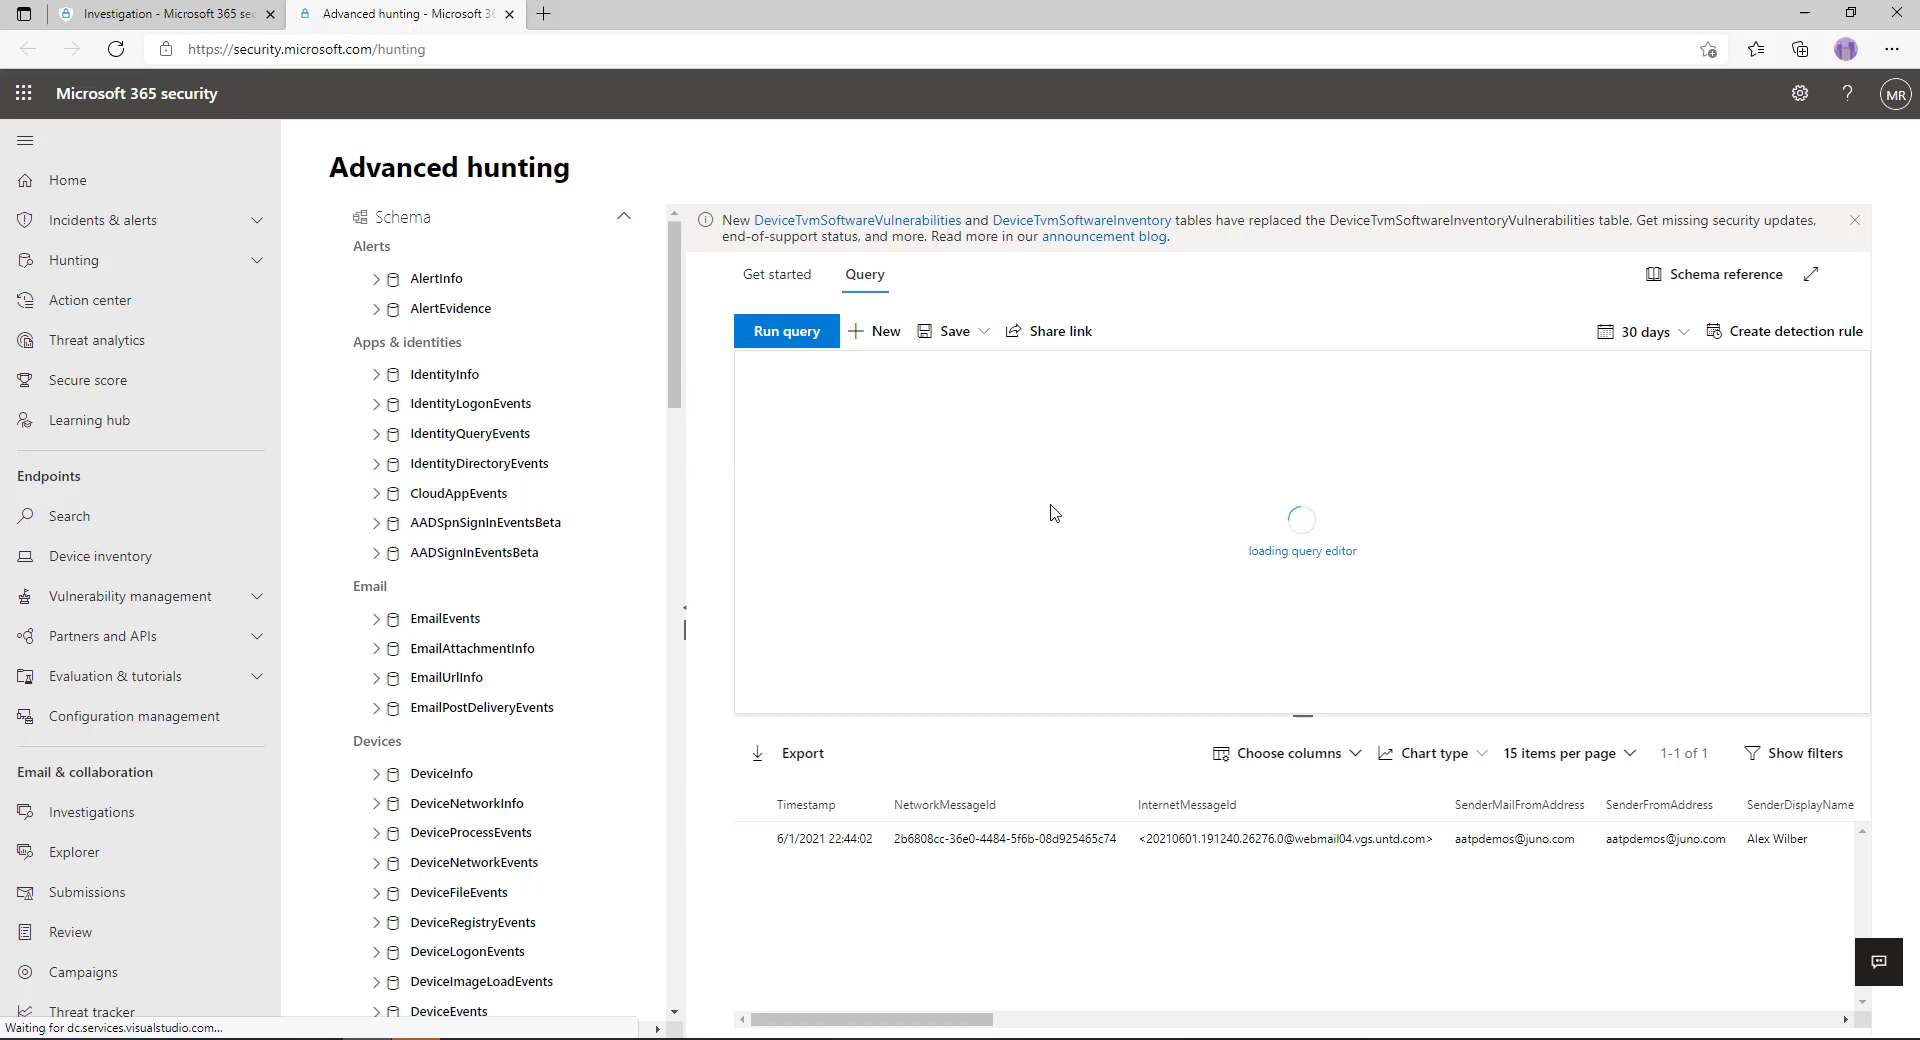 Investigation - Microsoft 365 sec
Advanced hunting - Microsoft 36
https://security.microsoft.com/hunting
Microsoft 365 security
MR
Home
Incidents & alerts
Hunting
Action center
Threat analytics
Secure score
Learning hub
Endpoints
Search
Device inventory
Vulnerability management
Partners and APIs
Evaluation & tutorials
Configuration management
Email & collaboration
Investigations
Explorer
Submissions
Review
Campaigns
Threat tracker
Waiting for dc.services.visualstudio.com...
Advanced hunting
Schema
Alerts
AlertInfo
AlertEvidence
Apps & identities
IdentityInfo
IdentityLogonEvents
IdentityQueryEvents
IdentityDirectoryEvents
CloudAppEvents
AADSpnSignInEventsBeta
AADSignInEventsBeta
Email
EmailEvents
EmailAttachmentInfo
EmailUrlInfo
EmailPostDeliveryEvents
Devices
DeviceInfo
DeviceNetworkInfo
DeviceProcessEvents
DeviceNetworkEvents
DeviceFileEvents
DeviceRegistryEvents
DeviceLogonEvents
DeviceImageLoadEvents
DeviceEvents
New DeviceTvmSoftwareVulnerabilities and DeviceTvmSoftwareInventory tables have replaced the DeviceTvmSoftwareInventoryVulnerabilities table. Get missing security updates,
end-of-support status, and more. Read more in our announcement blog.
Get started Query Schema reference
Run query New Save Share link 30 days Create detection rule
loading query editor
Export Choose columns Chart type 15 items per page 1-1 of 1 Show filters
Timestamp NetworkMessageId InternetMessageId SenderMailFromAddress SenderFromAddress SenderDisplayName
6/1/2021 22:44:02 2b6808cc-36e0-4484-5f6b-08d925465c74 <20210601.191240.26276.0@webmail04.vgs.untd.com> aatpdemos@juno.com aatpdemos@juno.com Alex Wilber